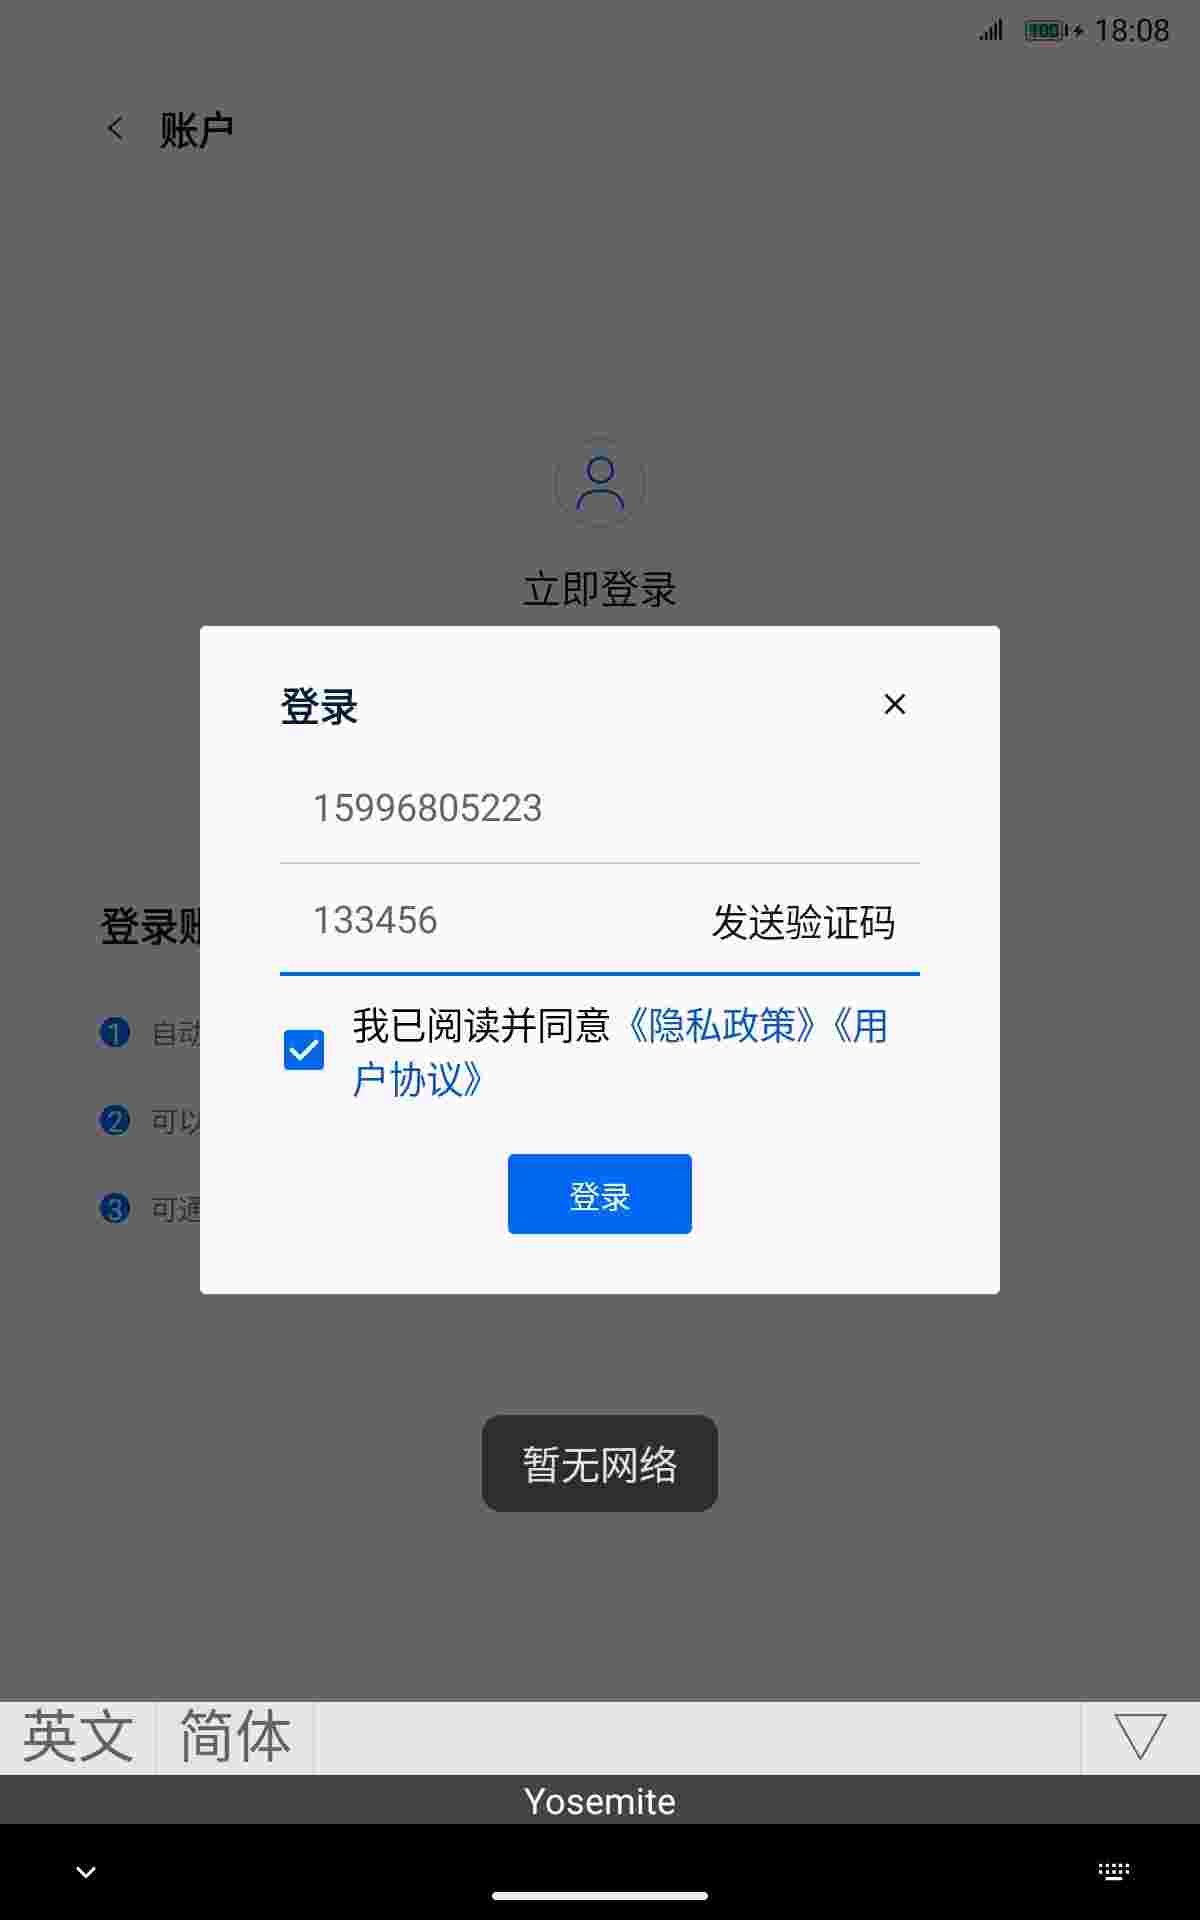 100 18:08
账户
立即登录
登录
15996805223
133456 发送验证码
我已阅读并同意《隐私政策》《用
户协议》
登录
登录账
1 自动
2 可以
3 可通
暂无网络
英文 简体
Yosemite